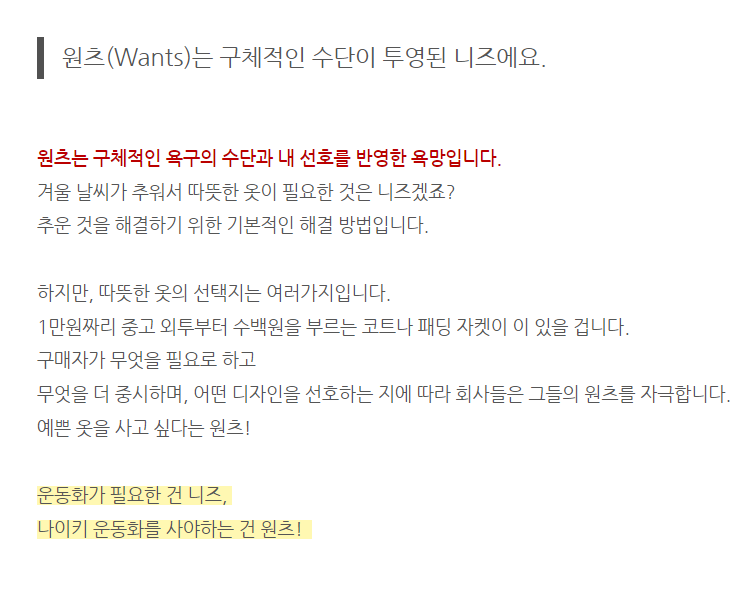 원츠(Wants)는 구체적인 수단이 투영된 니즈에요.
원츠는 구체적인 욕구의 수단과 내 선호를 반영한 욕망입니다.
겨울 날씨가 추워서 따뜻한 옷이 필요한 것은 니즈겠죠?
추운 것을 해결하기 위한 기본적인 해결 방법입니다.
하지만, 따뜻한 옷의 선택지는 여러가지입니다.
1만원짜리 중고 외투부터 수백원을 부르는 코트나 패딩 자켓이 이 있을 겁니다.
구매자가 무엇을 필요로 하고
무엇을 더 중시하며, 어떤 디자인을 선호하는 지에 따라 회사들은 그들의 원츠를 자극합니다.
예쁜 옷을 사고 싶다는 원츠!
운동화가 필요한 건 니즈,
나이키 운동화를 사야하는 건 원츠!